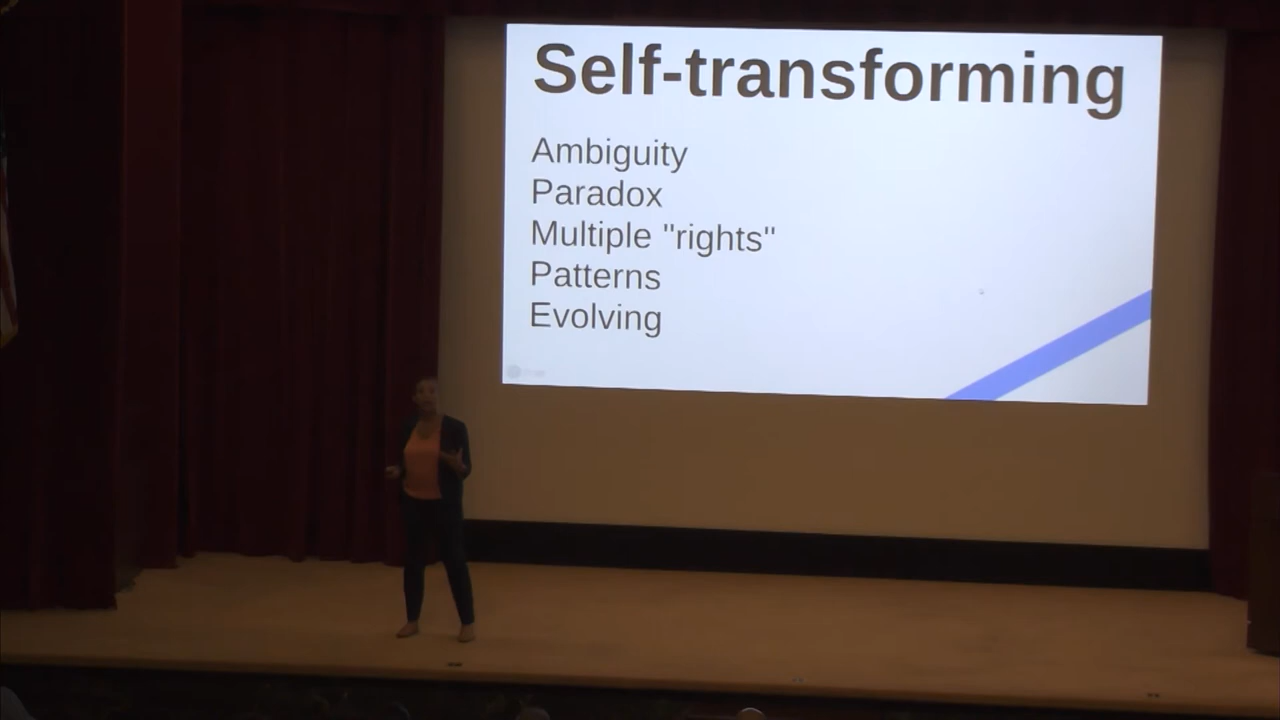 Self-transforming
Ambiguity
Paradox
Multiple "rights"
Patterns
Evolving